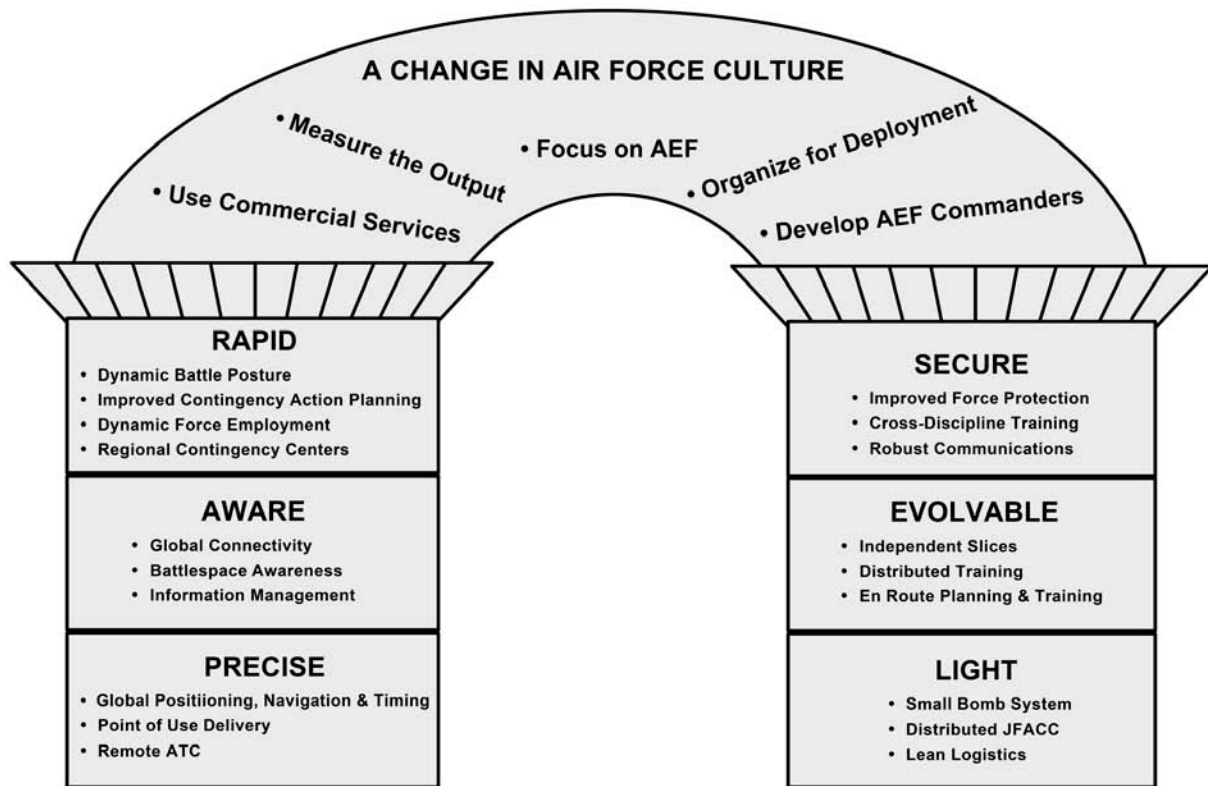 A CHANGE IN AIR FORCE CULTURE
• Use Commercial Services
• Measure the Output
• Focus on AEF
• Organize for Deployment
• Develop AEF Commanders
RAPID
• Dynamic Battle Posture
• Improved Contingency Action Planning
• Dynamic Force Employment
• Regional Contingency Centers
AWARE
• Global Connectivity
• Battlespace Awareness
• Information Management
PRECISE
• Global Positiioning, Navigation & Timing
• Point of Use Delivery
• Remote ATC
SECURE
• Improved Force Protection
• Cross-Discipline Training
• Robust Communications
EVOLVABLE
• Independent Slices
• Distributed Training
• En Route Planning & Training
LIGHT
• Small Bomb System
• Distributed JFACC
• Lean Logistics